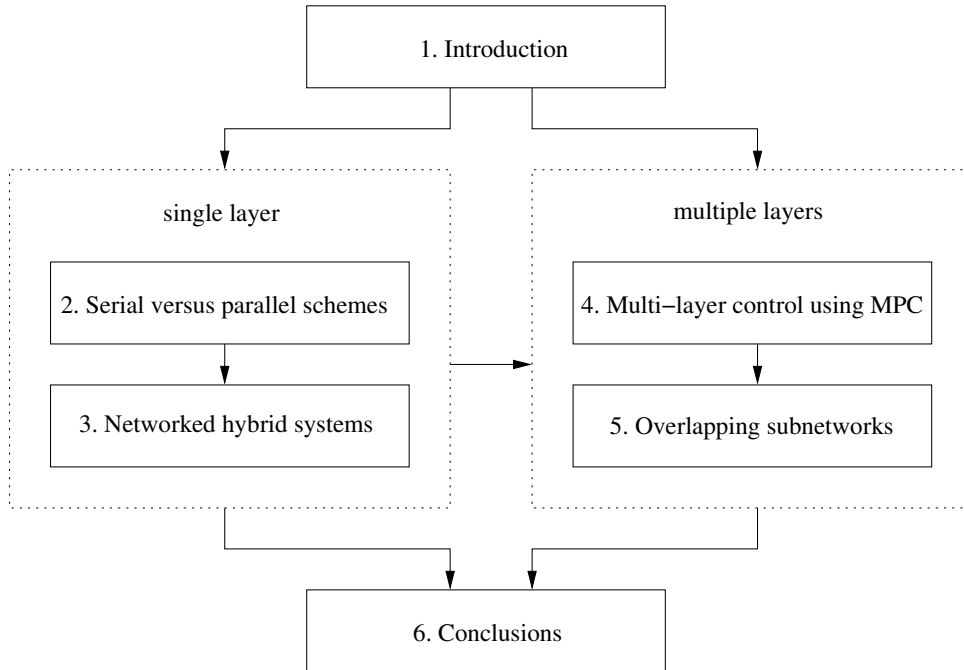 1. Introduction
single layer
multiple layers
2. Serial versus parallel schemes
4. Multi−layer control using MPC
3. Networked hybrid systems
5. Overlapping subnetworks
6. Conclusions